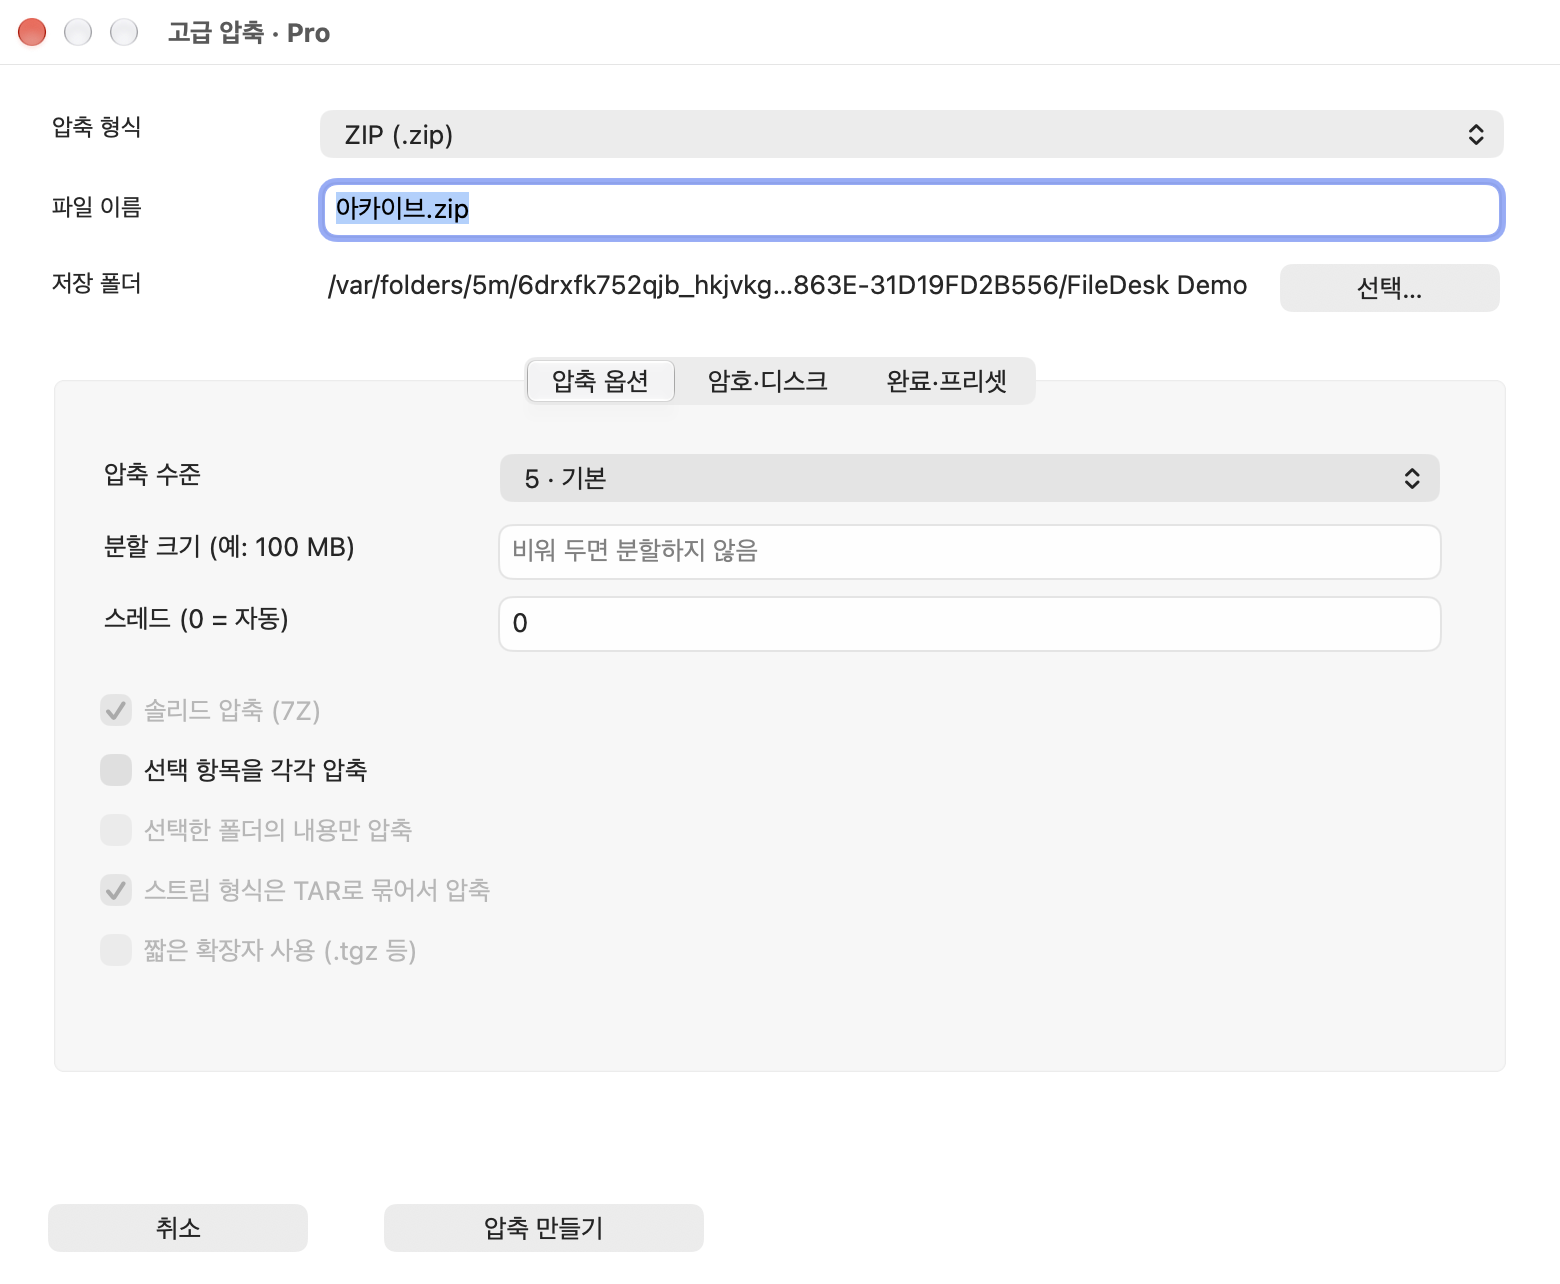 고급 압축 · Pro
압축 형식
ZIP (.zip)
파일 이름
아카이브.zip
저장 폴더
/var/folders/5m/6drxfk752qjb_hkjvkg...863E-31D19FD2B556/FileDesk Demo
선택...
압축 옵션
암호·디스크
완료·프리셋
압축 수준
5 · 기본
분할 크기 (예: 100 MB)
비워 두면 분할하지 않음
스레드 (0 = 자동)
0
솔리드 압축 (7Z)
선택 항목을 각각 압축
선택한 폴더의 내용만 압축
스트림 형식은 TAR로 묶어서 압축
짧은 확장자 사용 (.tgz 등)
취소
압축 만들기